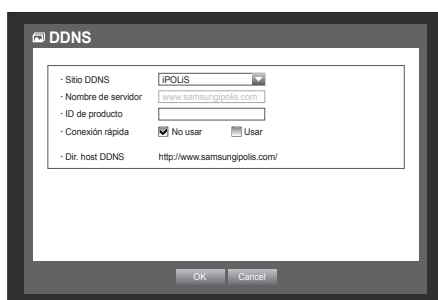 DDNS
· Sitio DDNS iPOLiS
· Nombre de servidor www.samsungipolis.com
· ID de producto
· Conexión rápida No usar Usar
· Dir. host DDNS http://www.samsungipolis.com/
OK Cancel